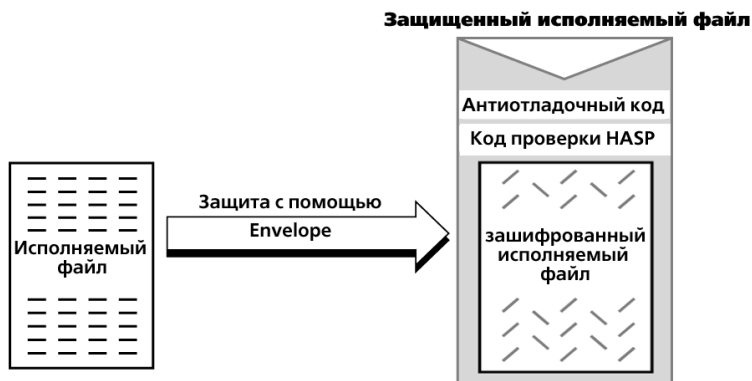 Защищенный исполняемый файл
Антиотладочный код
Код проверки HASP
Исполняемый
файл
Защита с помощью
Envelope
зашифрованный
исполняемый
файл